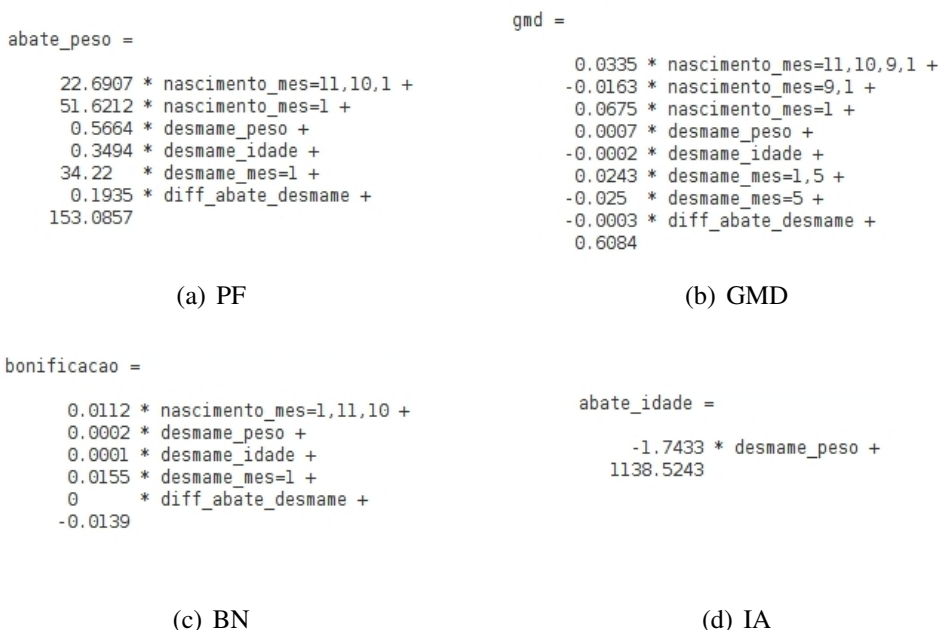 abate_peso =
22.6907 * nascimento_mes=11,10,1 +
51.6212 * nascimento_mes=1 +
0.5664 * desmame_peso +
0.3494 * desmame_idade +
34.22 * desmame_mes=1 +
0.1935 * diff_abate_desmame +
153.0857
(a) PF
gmd =
0.0335 * nascimento_mes=11,10,9,1 +
-0.0163 * nascimento_mes=9,1 +
0.0675 * nascimento_mes=1 +
0.0007 * desmame_peso +
-0.0002 * desmame_idade +
0.0243 * desmame_mes=1,5 +
-0.025 * desmame_mes=5 +
-0.0003 * diff_abate_desmame +
0.6084
(b) GMD
bonificacao =
0.0112 * nascimento_mes=1,11,10 +
0.0002 * desmame_peso +
0.0001 * desmame_idade +
0.0155 * desmame_mes=1 +
0 * diff_abate_desmame +
-0.0139
(c) BN
abate_idade =
-1.7433 * desmame_peso +
1138.5243
(d) IA